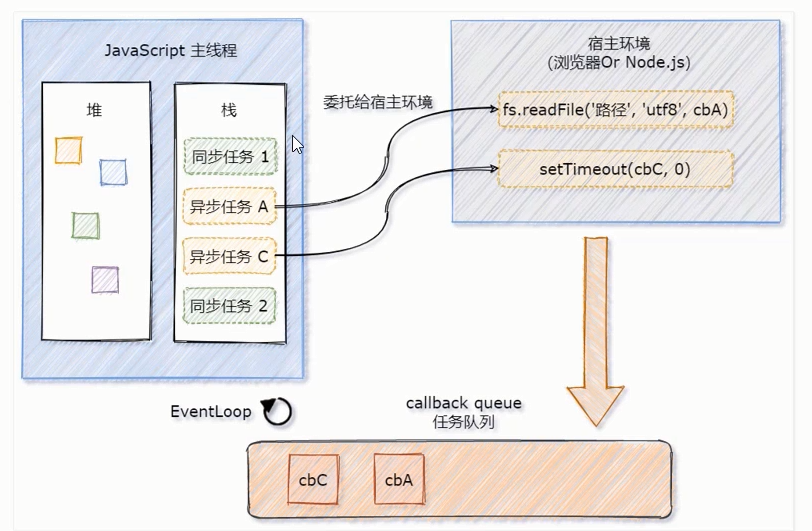 JavaScript 主线程
堆
栈
同步任务 1
异步任务 A
异步任务 C
同步任务 2
委托给宿主环境
宿主环境
(浏览器Or Node.js)
fs.readFile('路径', 'utf8', cbA)
setTimeout(cbC, 0)
EventLoop
callback queue
任务队列
cbC
cbA